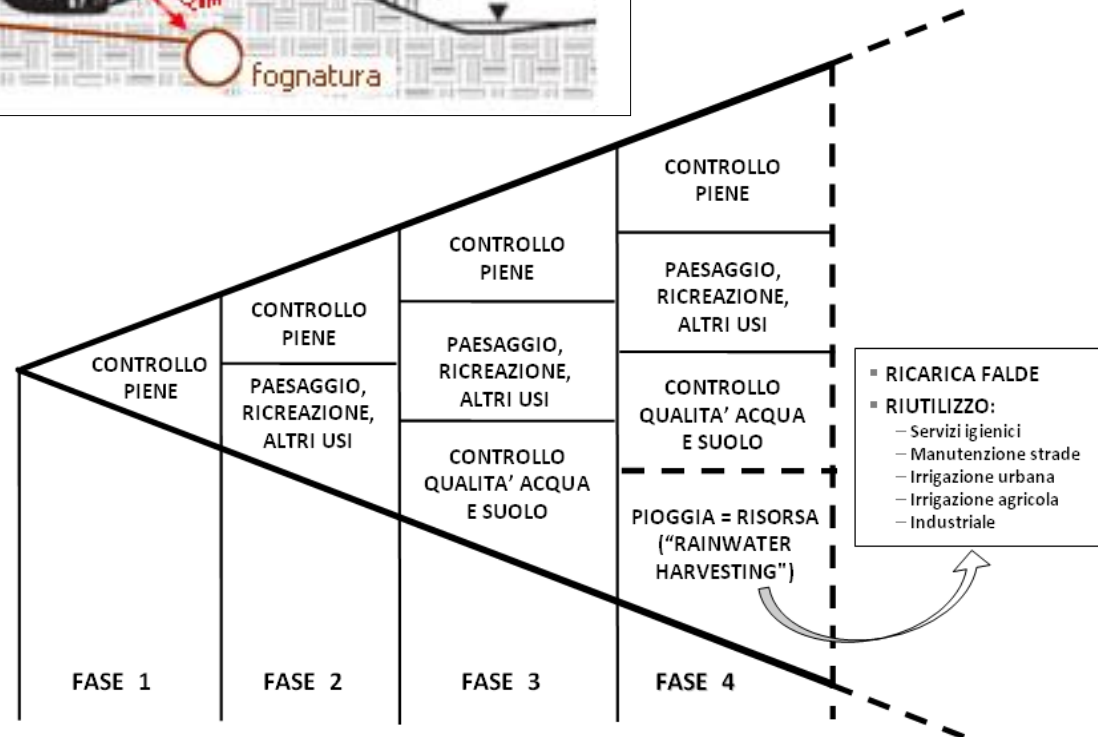 fognatura
CONTROLLO
PIENE
CONTROLLO
PIENE
PAESAGGIO,
RICREAZIONE,
ALTRI USI
CONTROLLO
PIENE
PAESAGGIO,
RICREAZIONE,
ALTRI USI
CONTROLLO
QUALITA’ ACQUA
E SUOLO
CONTROLLO
PIENE
PAESAGGIO,
RICREAZIONE,
ALTRI USI
CONTROLLO
QUALITA’ ACQUA
E SUOLO
PIOGGIA = RISORSA
(“RAINWATER
HARVESTING”)
▪ RICARICA FALDE
▪ RIUTILIZZO:
– Servizi igienici
– Manutenzione strade
– Irrigazione urbana
– Irrigazione agricola
– Industriale
FASE 1
FASE 2
FASE 3
FASE 4